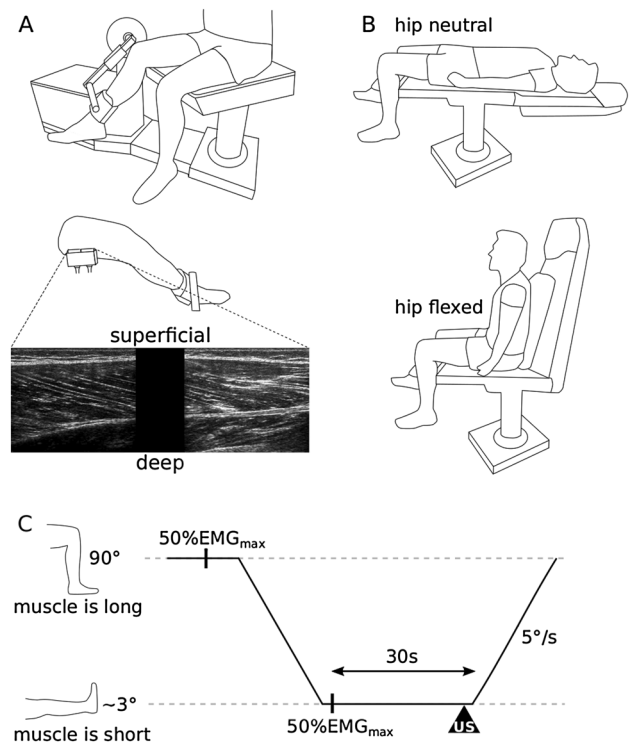 A
B
hip neutral
superficial
deep
hip flexed
C
50%EMGmax
90°
muscle is long
30s
5°/s
~3°
muscle is short
50%EMGmax
US